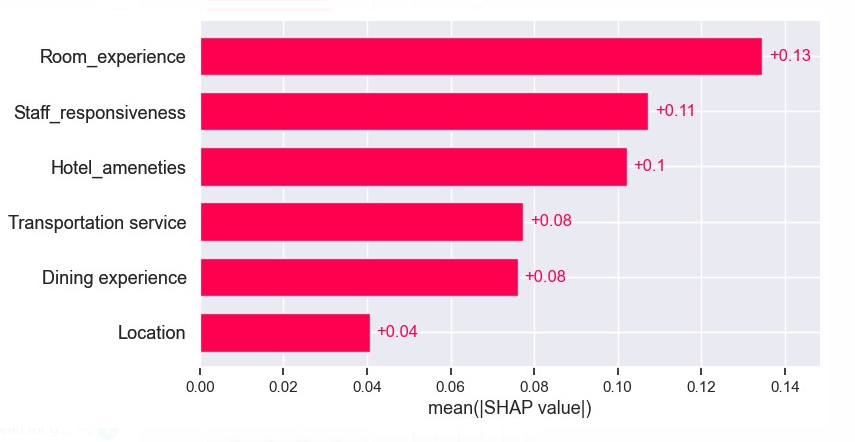 Room_experience
+0.13
Staff_responsiveness
+0.11
Hotel_ameneties
+0.1
Transportation service
+0.08
Dining experience
+0.08
Location
+0.04
0.00 0.02 0.04 0.06 0.08 0.10 0.12 0.14
mean(|SHAP value|)